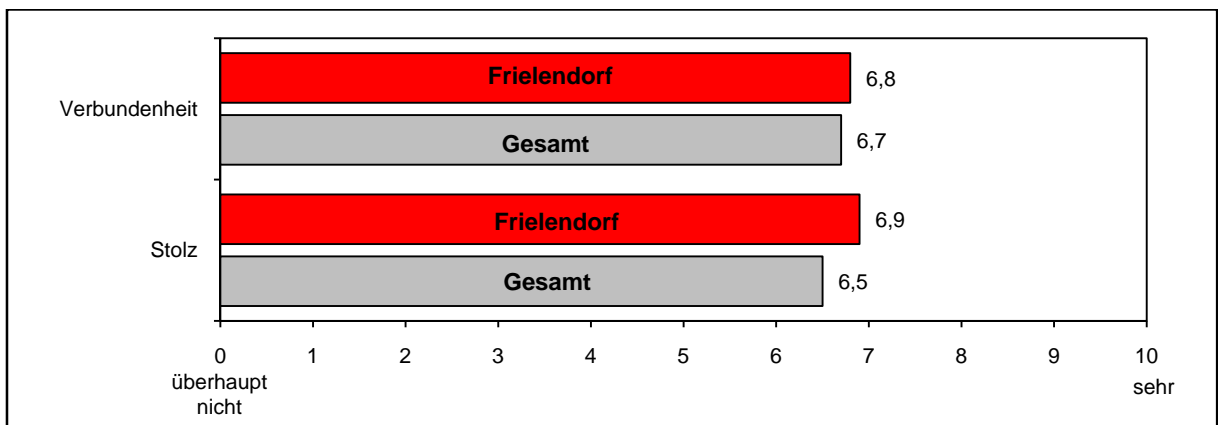 Frielendorf
6,8
Verbundenheit
Gesamt
6,7
Frielendorf
6,9
Stolz
Gesamt
6,5
0 1 2 3 4 5 6 7 8 9 10
überhaupt
nicht
sehr